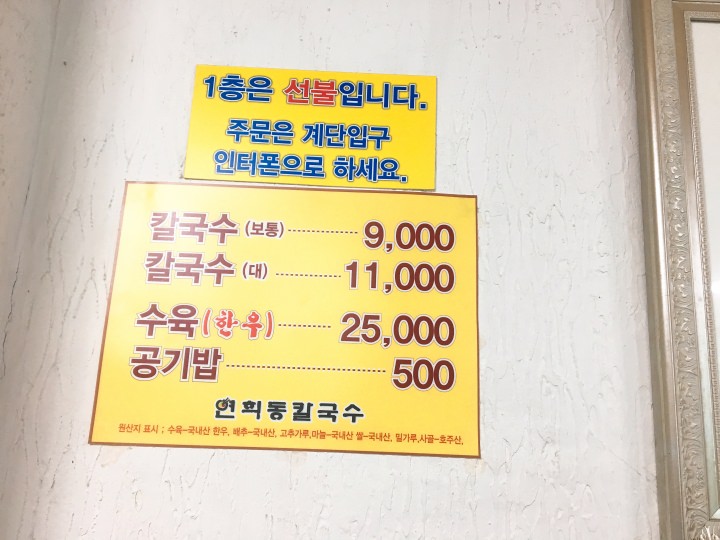 1층은 선불입니다.
주문은 계단입구
인터폰으로 하세요.
칼국수 (보통) ------------ 9,000
칼국수 (대) ------------ 11,000
수육(한우) --------- 25,000
공기밥 ---------------------- 500
연희동칼국수
원산지 표시 ; 수육-국내산 한우, 배추-국내산, 고추가루,마늘-국내산 쌀-국내산, 밀가루,사골-호주산,